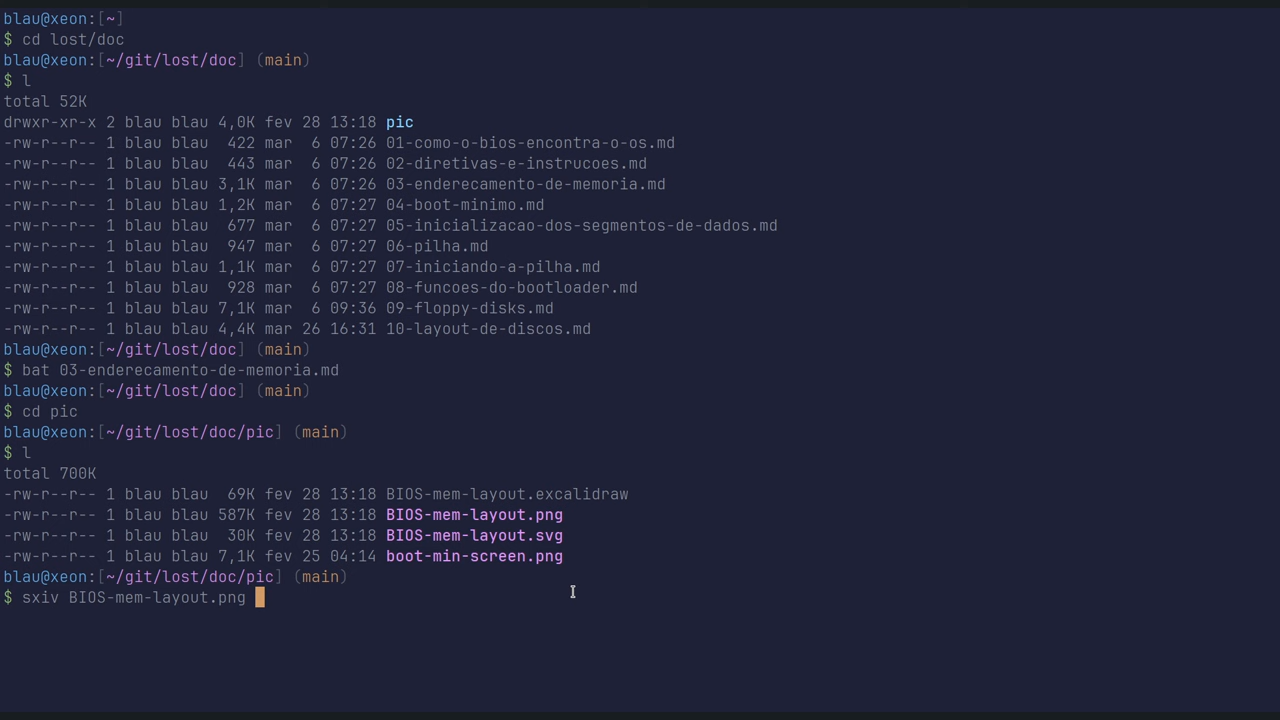 blau@xeon:[~]
$ cd lost/doc
blau@xeon:[~/git/lost/doc] (main)
$ l
total 52K
drwxr-xr-x 2 blau blau 4,0K fev 28 13:18 pic
-rw-r--r-- 1 blau blau  422 mar  6 07:26 01-como-o-bios-encontra-o-os.md
-rw-r--r-- 1 blau blau  443 mar  6 07:26 02-diretivas-e-instrucoes.md
-rw-r--r-- 1 blau blau 3,1K mar  6 07:26 03-enderecamento-de-memoria.md
-rw-r--r-- 1 blau blau 1,2K mar  6 07:27 04-boot-minimo.md
-rw-r--r-- 1 blau blau  677 mar  6 07:27 05-inicializacao-dos-segmentos-de-dados.md
-rw-r--r-- 1 blau blau  947 mar  6 07:27 06-pilha.md
-rw-r--r-- 1 blau blau 1,1K mar  6 07:27 07-iniciando-a-pilha.md
-rw-r--r-- 1 blau blau  928 mar  6 07:27 08-funcoes-do-bootloader.md
-rw-r--r-- 1 blau blau 7,1K mar  6 09:36 09-floppy-disks.md
-rw-r--r-- 1 blau blau 4,4K mar 26 16:31 10-layout-de-discos.md
blau@xeon:[~/git/lost/doc] (main)
$ bat 03-enderecamento-de-memoria.md
blau@xeon:[~/git/lost/doc] (main)
$ cd pic
blau@xeon:[~/git/lost/doc/pic] (main)
$ l
total 700K
-rw-r--r-- 1 blau blau  69K fev 28 13:18 BIOS-mem-layout.excalidraw
-rw-r--r-- 1 blau blau 587K fev 28 13:18 BIOS-mem-layout.png
-rw-r--r-- 1 blau blau  30K fev 28 13:18 BIOS-mem-layout.svg
-rw-r--r-- 1 blau blau 7,1K fev 25 04:14 boot-min-screen.png
blau@xeon:[~/git/lost/doc/pic] (main)
$ sxiv BIOS-mem-layout.png